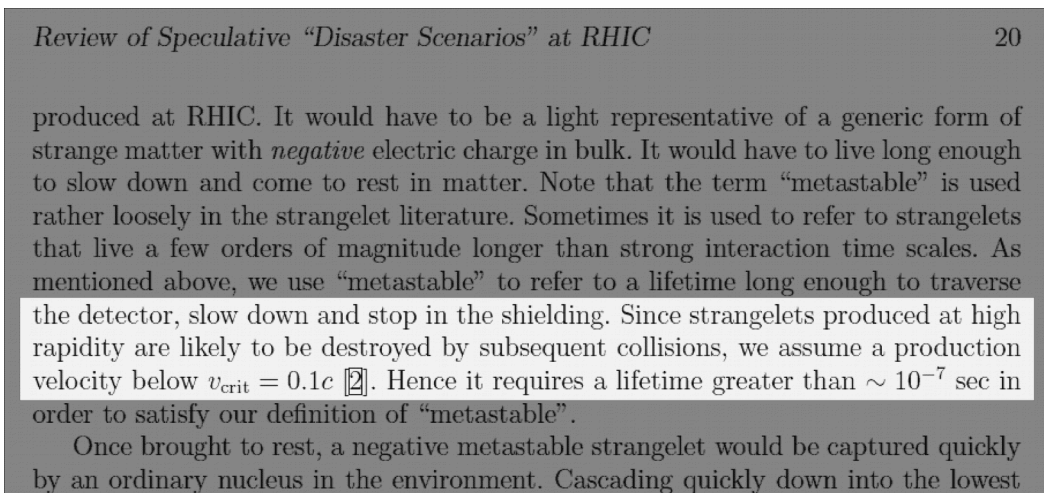 Review of Speculative “Disaster Scenarios” at RHIC 20
produced at RHIC. It would have to be a light representative of a generic form of
strange matter with negative electric charge in bulk. It would have to live long enough
to slow down and come to rest in matter. Note that the term “metastable” is used
rather loosely in the strangelet literature. Sometimes it is used to refer to strangelets
that live a few orders of magnitude longer than strong interaction time scales. As
mentioned above, we use “metastable” to refer to a lifetime long enough to traverse
the detector, slow down and stop in the shielding. Since strangelets produced at high
rapidity are likely to be destroyed by subsequent collisions, we assume a production
velocity below v_crit = 0.1c [2]. Hence it requires a lifetime greater than ∼ 10⁻⁷ sec in
order to satisfy our definition of “metastable”.
Once brought to rest, a negative metastable strangelet would be captured quickly
by an ordinary nucleus in the environment. Cascading quickly down into the lowest